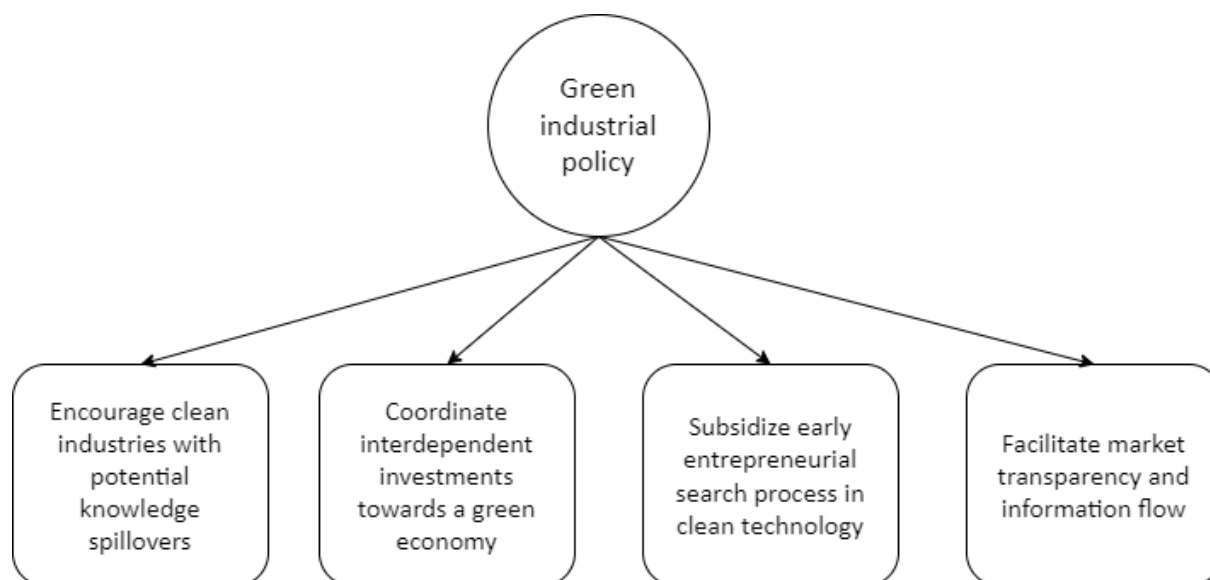 Green
industrial
policy
Encourage clean
industries with
potential
knowledge
spillovers
Coordinate
interdependent
investments
towards a green
economy
Subsidize early
entrepreneurial
search process in
clean technology
Facilitate market
transparency and
information flow